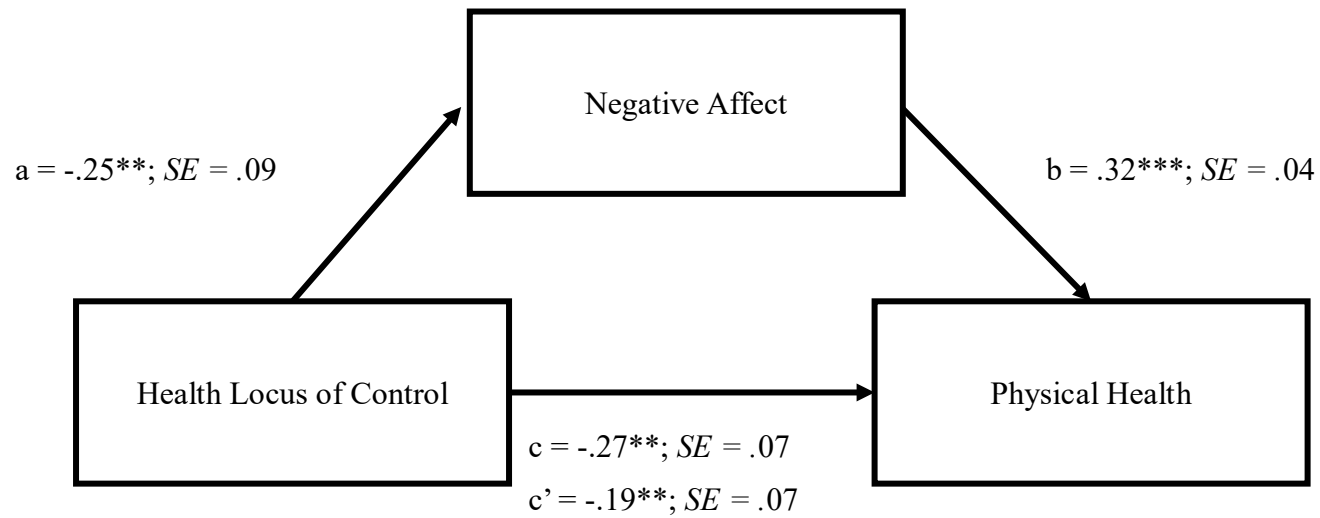 Negative Affect
a = -.25**; SE = .09
b = .32***; SE = .04
Health Locus of Control
Physical Health
c = -.27**; SE = .07
c’ = -.19**; SE = .07